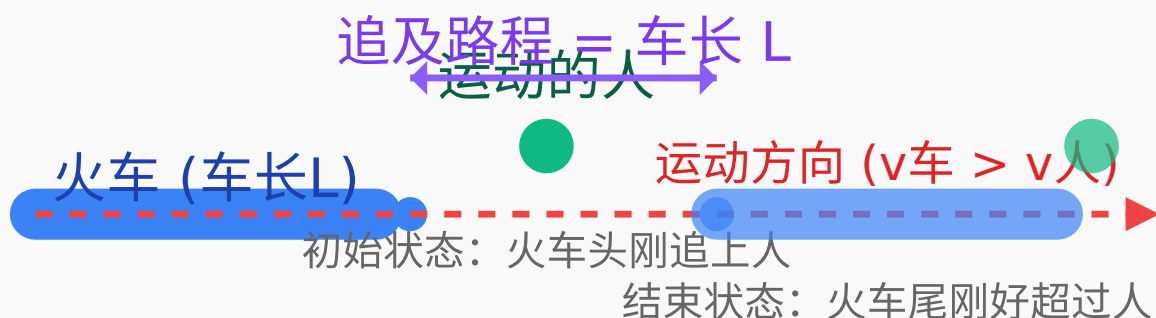 追及路程 = 车长 L
运动的人
火车 (车长L)
运动方向 (v车 > v人)
初始状态：火车头刚追上人
结束状态：火车尾刚好超过人